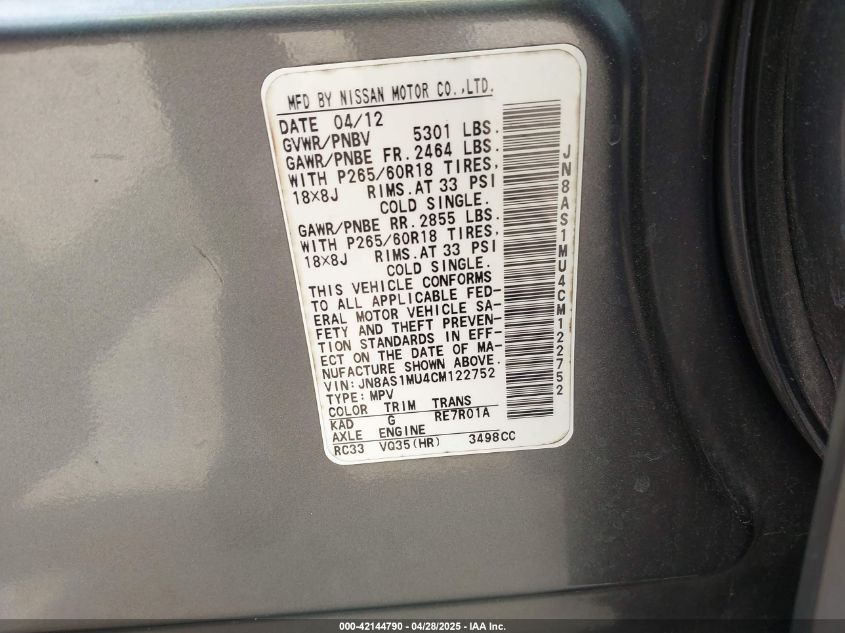 MFD BY NISSAN MOTOR CO.,LTD.
DATE 04/12
GVWR/PNBV 5301 LBS.
GAWR/PNBE FR. 2464 LBS.
WITH P265/60R18 TIRES,
18×8J RIMS.AT 33 PSI
COLD SINGLE.
GAWR/PNBE RR. 2855 LBS.
WITH P265/60R18 TIRES,
18×8J RIMS.AT 33 PSI
COLD SINGLE.
THIS VEHICLE CONFORMS
TO ALL APPLICABLE FED-
ERAL MOTOR VEHICLE SA-
FETY AND THEFT PREVEN-
TION STANDARDS IN EFF-
ECT ON THE DATE OF MA-
NUFACTURE SHOWN ABOVE.
VIN: JN8AS1MU4CM122752
TYPE: MPV
COLOR TRIM TRANS
KAD G RE7R01A
AXLE ENGINE
RC33 VQ35(HR) 3498CC
JN8AS1MU4CM122752
000-42144790 - 04/28/2025 - IAA Inc.